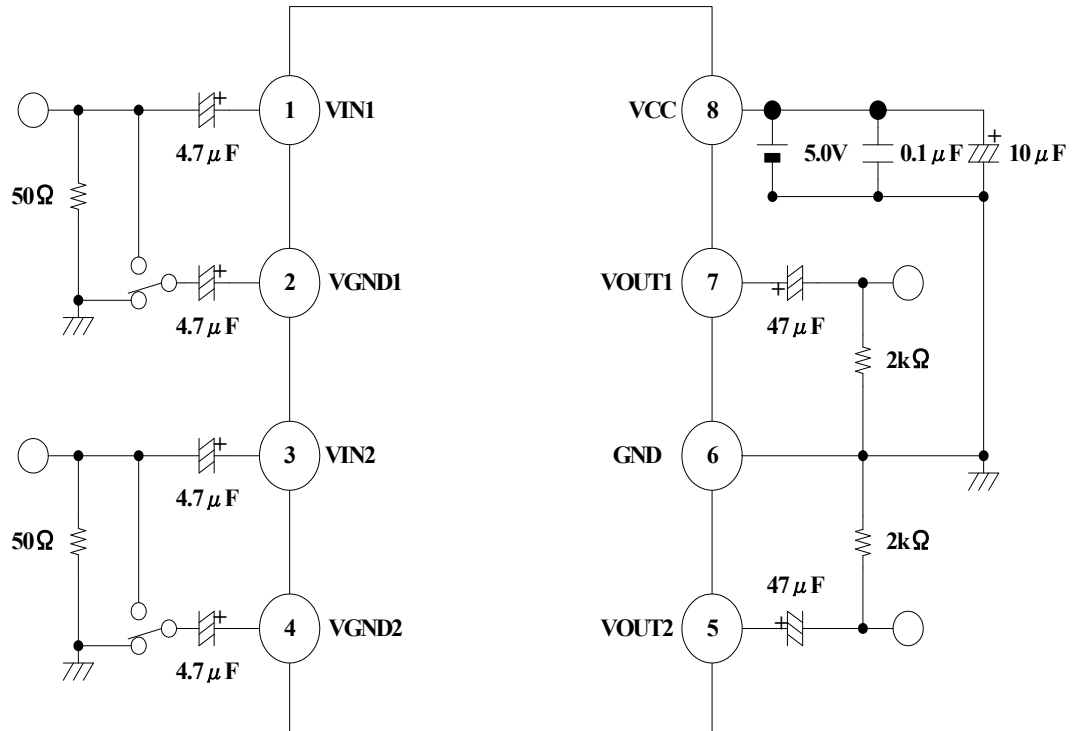 1 VIN1
4.7μF
50Ω
2 VGND1
4.7μF
3 VIN2
4.7μF
50Ω
4 VGND2
4.7μF
VCC 8
5.0V 0.1μF 10μF
VOUT1 7
47μF
2kΩ
GND 6
2kΩ
47μF
VOUT2 5